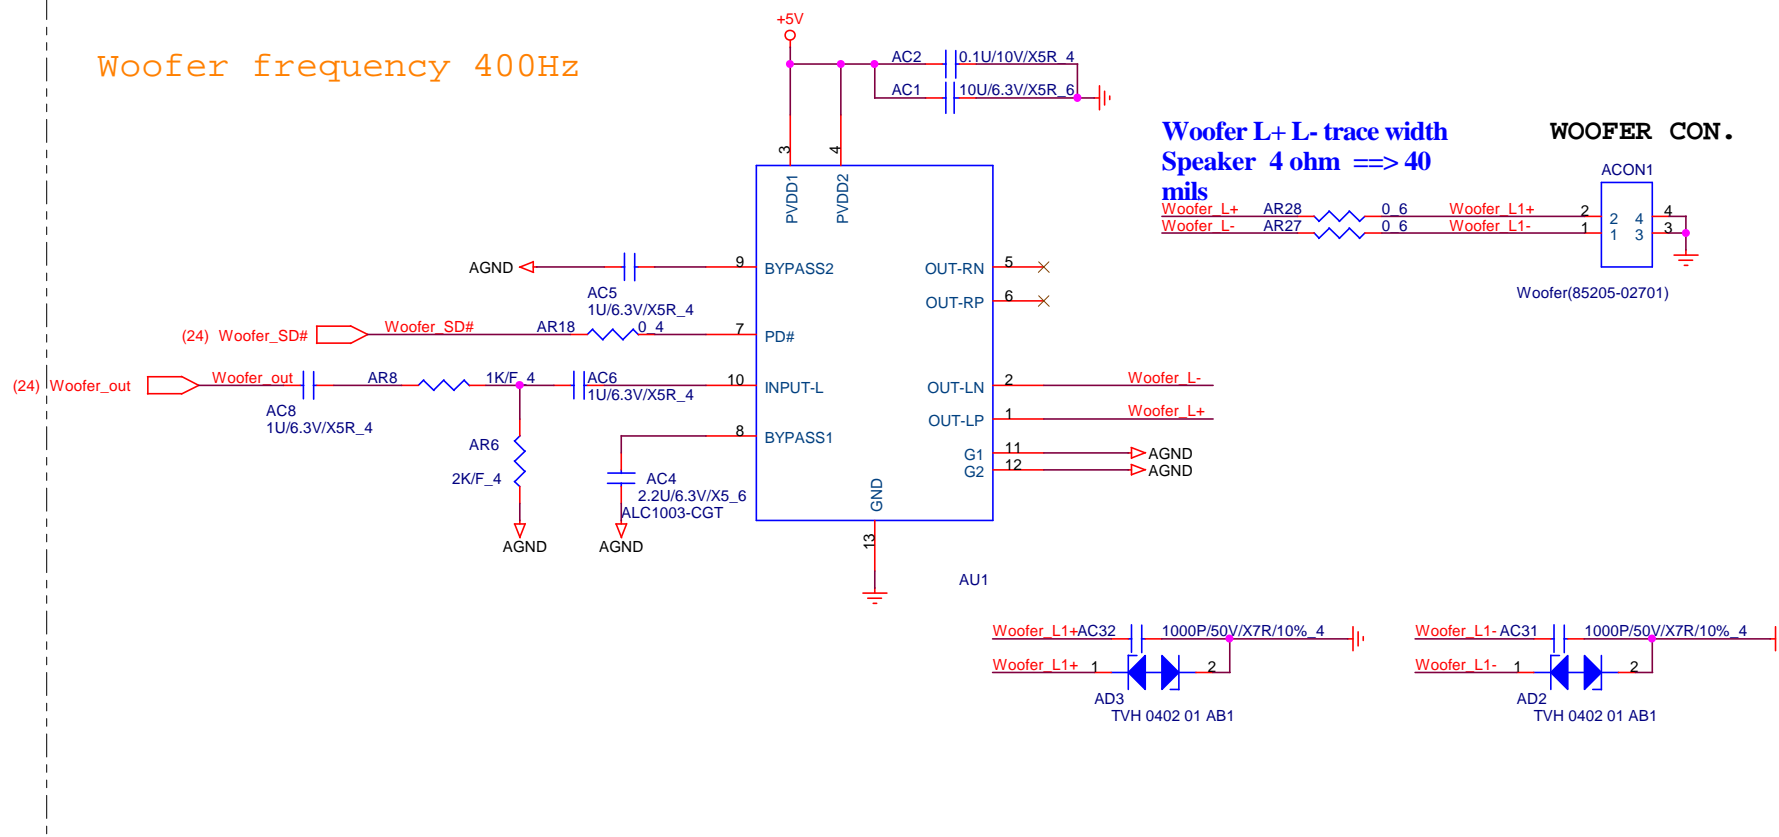 +5V
Woofer frequency 400Hz
AC2 0.1U/10V/X5R_4
AC1 10U/6.3V/X5R_6
Woofer L+ L- trace width
Speaker 4 ohm ==> 40
mils
WOOFER CON.
ACON1
3 4
PVDD1 PVDD2
Woofer_L+ AR28 0_6 Woofer_L1+ 2 2 4 4
Woofer_L- AR27 0_6 Woofer_L1- 1 1 3 3
Woofer(85205-02701)
AGND 9 BYPASS2 OUT-RN 5
AC5
1U/6.3V/X5R_4
OUT-RP 6
(24) Woofer_SD# Woofer_SD# AR18 0_4 7 PD#
(24) Woofer_out Woofer_out AR8 1K/F_4 AC6 10 INPUT-L OUT-LN 2 Woofer_L-
1U/6.3V/X5R_4
AC8
1U/6.3V/X5R_4
OUT-LP 1 Woofer_L+
8 BYPASS1
AR6
2K/F_4
G1 11 AGND
G2 12 AGND
AC4
2.2U/6.3V/X5_6
ALC1003-CGT
GND
13
AGND AGND
AU1
Woofer_L1+ AC32 1000P/50V/X7R/10%_4
Woofer_L1+ 1 2
AD3
TVH 0402 01 AB1
Woofer_L1- AC31 1000P/50V/X7R/10%_4
Woofer_L1- 1 2
AD2
TVH 0402 01 AB1